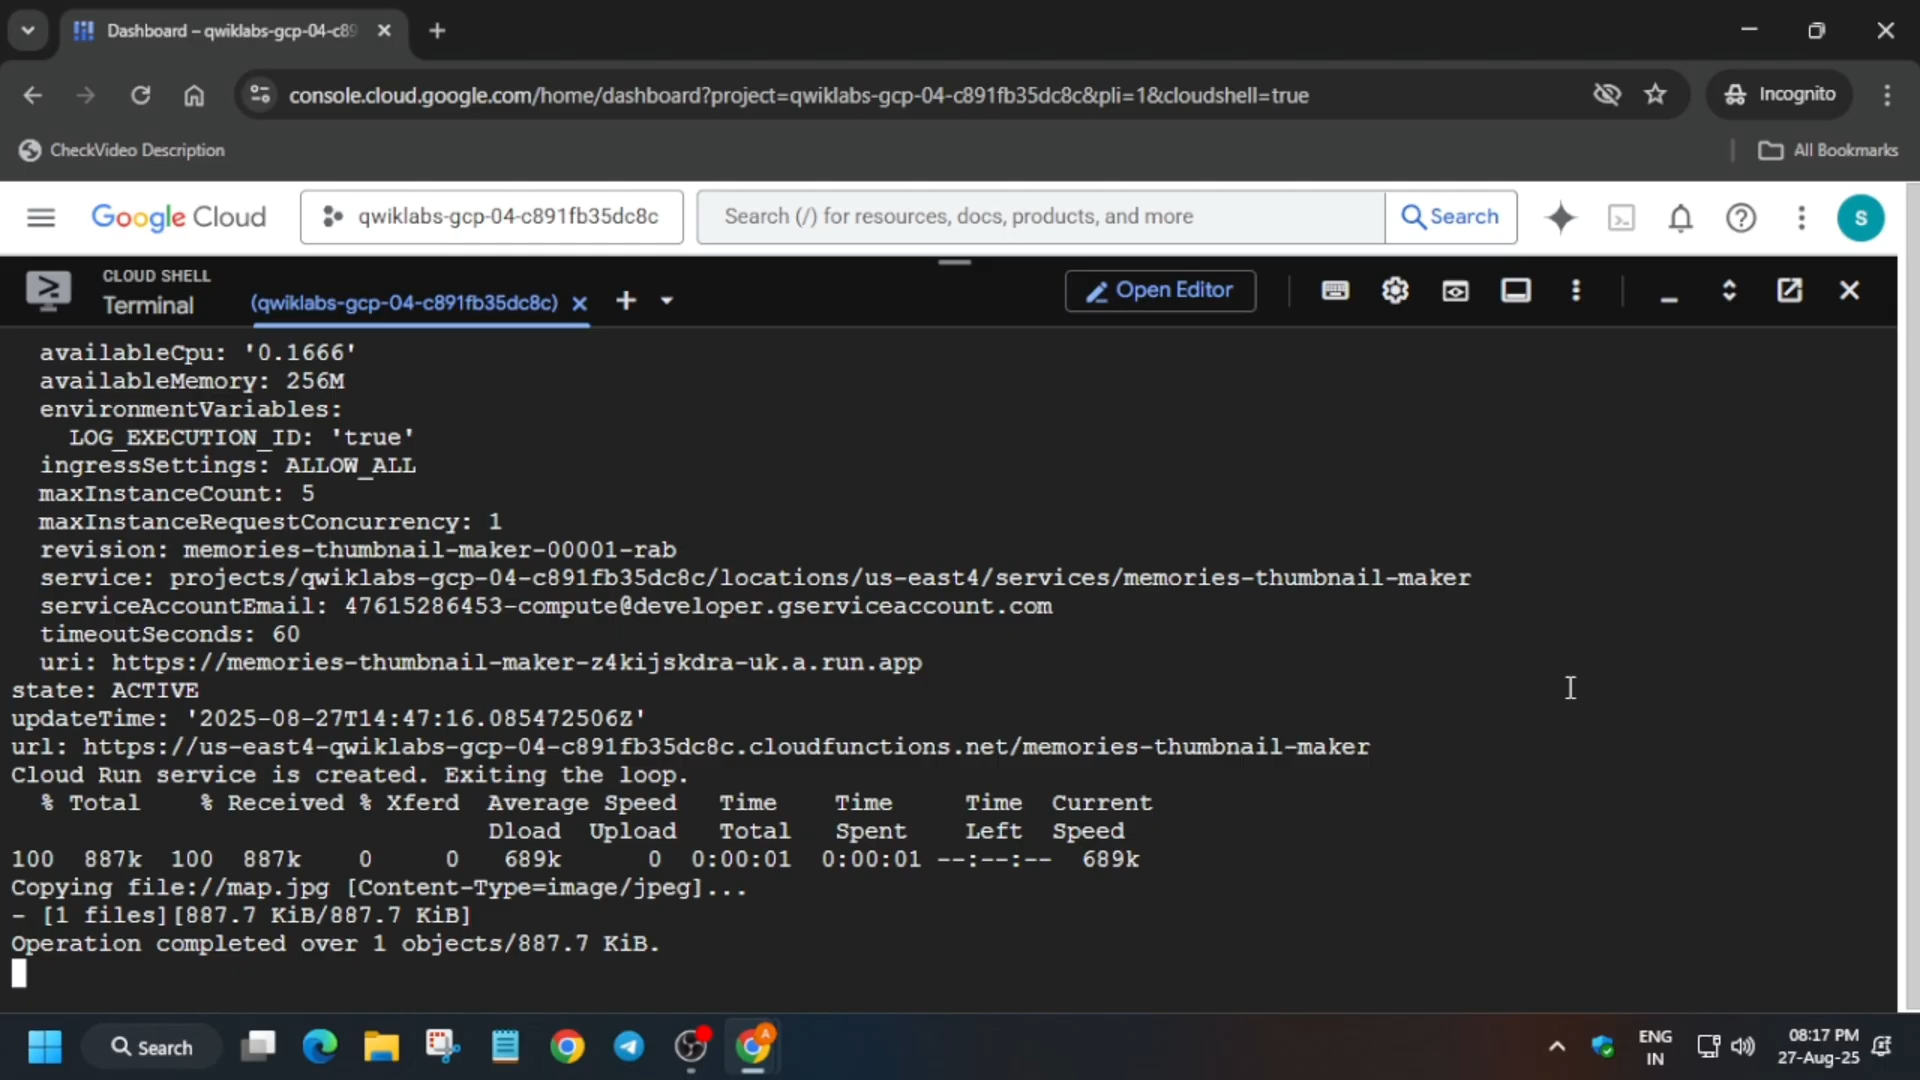 Dashboard – qwiklabs-gcp-04-c89
console.cloud.google.com/home/dashboard?project=qwiklabs-gcp-04-c891fb35dc8c&pli=1&cloudshell=true
Incognito
CheckVideo Description
All Bookmarks
Google Cloud
qwiklabs-gcp-04-c891fb35dc8c
Search (/) for resources, docs, products, and more
Search
S
CLOUD SHELL
Terminal
(qwiklabs-gcp-04-c891fb35dc8c)
Open Editor
availableCpu: '0.1666'
availableMemory: 256M
environmentVariables:
LOG_EXECUTION_ID: 'true'
ingressSettings: ALLOW_ALL
maxInstanceCount: 5
maxInstanceRequestConcurrency: 1
revision: memories-thumbnail-maker-00001-rab
service: projects/qwiklabs-gcp-04-c891fb35dc8c/locations/us-east4/services/memories-thumbnail-maker
serviceAccountEmail: 47615286453-compute@developer.gserviceaccount.com
timeoutSeconds: 60
uri: https://memories-thumbnail-maker-z4kijskdra-uk.a.run.app
state: ACTIVE
updateTime: '2025-08-27T14:47:16.085472506Z'
url: https://us-east4-qwiklabs-gcp-04-c891fb35dc8c.cloudfunctions.net/memories-thumbnail-maker
Cloud Run service is created. Exiting the loop.
% Total % Received % Xferd Average Speed Time Time Time Current
Dload Upload Total Spent Left Speed
100 887k 100 887k 0 0 689k 0 0:00:01 0:00:01 --:--:-- 689k
Copying file://map.jpg [Content-Type=image/jpeg]...
- [1 files][887.7 KiB/887.7 KiB]
Operation completed over 1 objects/887.7 KiB.
Search
A
ENG
IN
08:17 PM
27-Aug-25